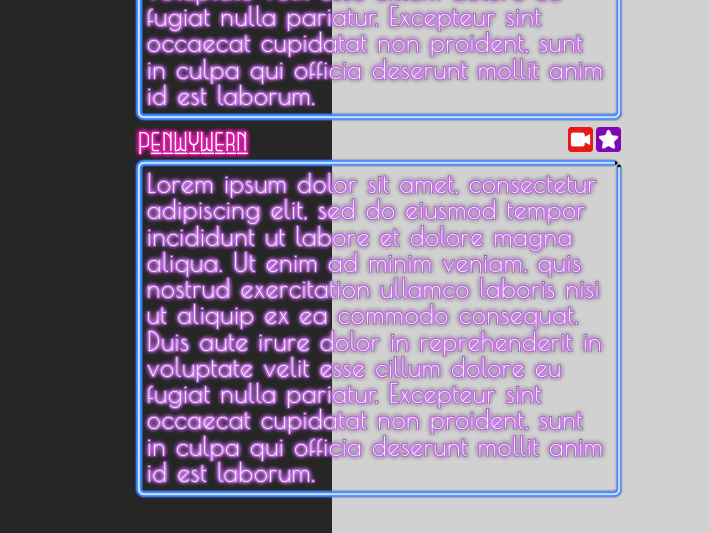 fugiat nulla pariatur. Excepteur sint
occaecat cupidatat non proident, sunt
in culpa qui officia deserunt mollit anim
id est laborum.
PENWYWERN
Lorem ipsum dolor sit amet, consectetur
adipiscing elit, sed do eiusmod tempor
incididunt ut labore et dolore magna
aliqua. Ut enim ad minim veniam, quis
nostrud exercitation ullamco laboris nisi
ut aliquip ex ea commodo consequat.
Duis aute irure dolor in reprehenderit in
voluptate velit esse cillum dolore eu
fugiat nulla pariatur. Excepteur sint
occaecat cupidatat non proident, sunt
in culpa qui officia deserunt mollit anim
id est laborum.